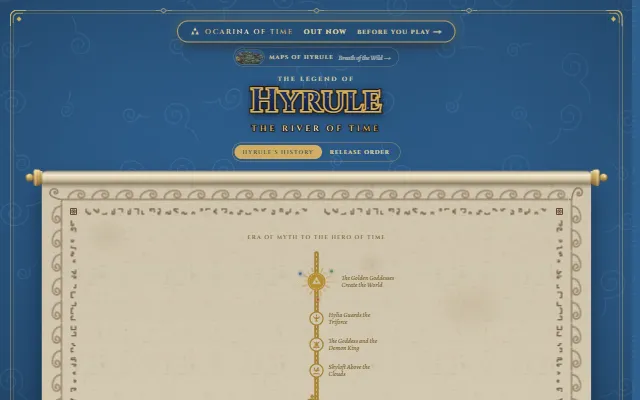 OCARINA OF TIME OUT NOW BEFORE YOU PLAY →
MAPS OF HYRULE Breath of the Wild →
THE LEGEND OF
HYRULE
THE RIVER OF TIME
HYRULE'S HISTORY RELEASE ORDER
ERA OF MYTH TO THE HERO OF TIME
The Golden Goddesses
Create the World
Hylia Guards the
Triforce
The Goddess and the
Demon King
Skyloft Above the
Clouds